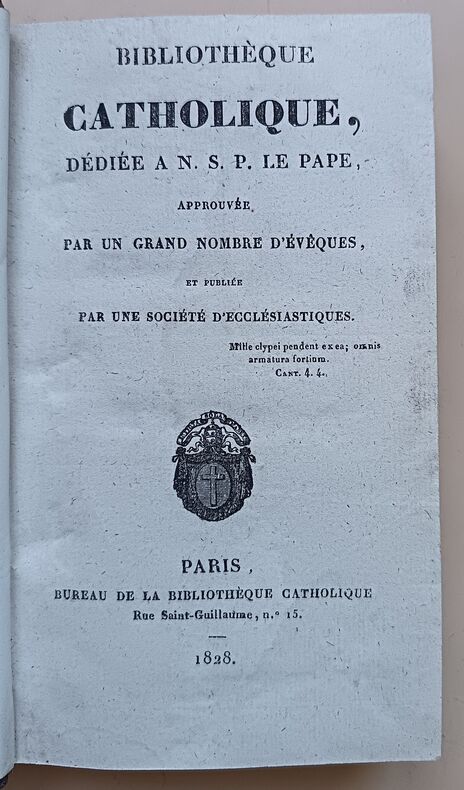 BIBLIOTHÈQUE
CATHOLIQUE,
DÉDIÉE A N. S. P. LE PAPE,
APPROUVÉE
PAR UN GRAND NOMBRE D'ÉVÊQUES,
ET PUBLIÉE
PAR UNE SOCIÉTÉ D'ECCLÉSIASTIQUES.
Mille clypei pendent ex ea; omnis
armatura fortium.
CANT. 4. 4.
PARIS,
BUREAU DE LA BIBLIOTHÈQUE CATHOLIQUE
Rue Saint-Guillaume, n.° 15.
1828.